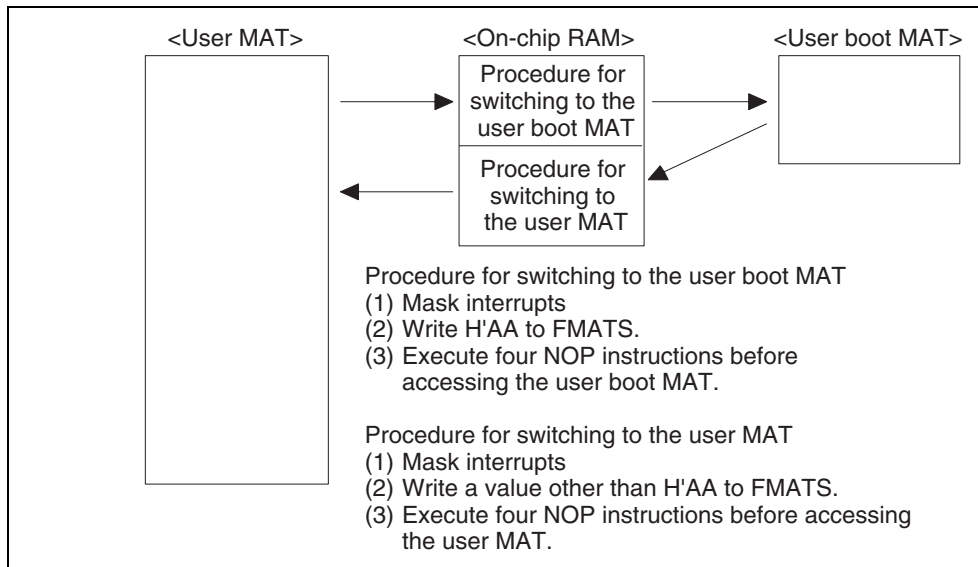 <User MAT>
<On-chip RAM>
<User boot MAT>
Procedure for
switching to the
user boot MAT
Procedure for
switching to
the user MAT
Procedure for switching to the user boot MAT
(1) Mask interrupts
(2) Write H'AA to FMATS.
(3) Execute four NOP instructions before
accessing the user boot MAT.
Procedure for switching to the user MAT
(1) Mask interrupts
(2) Write a value other than H'AA to FMATS.
(3) Execute four NOP instructions before accessing
the user MAT.